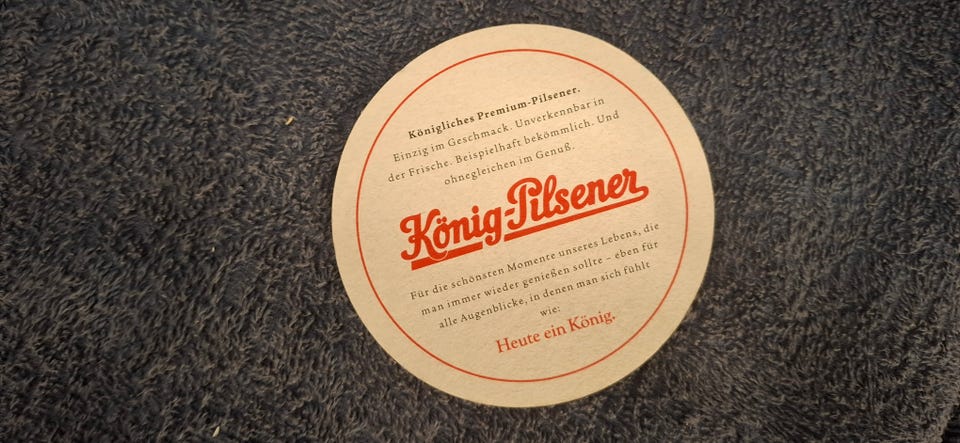 Königliches Premium-Pilsener.
Einzig im Geschmack. Unverkennbar in
der Frische. Beispielhaft bekömmlich. Und
ohnegleichen im Genuß.
König-Pilsener
Für die schönsten Momente unseres Lebens, die
man immer wieder genießen sollte – eben für
alle Augenblicke, in denen man sich fühlt
wie:
Heute ein König.